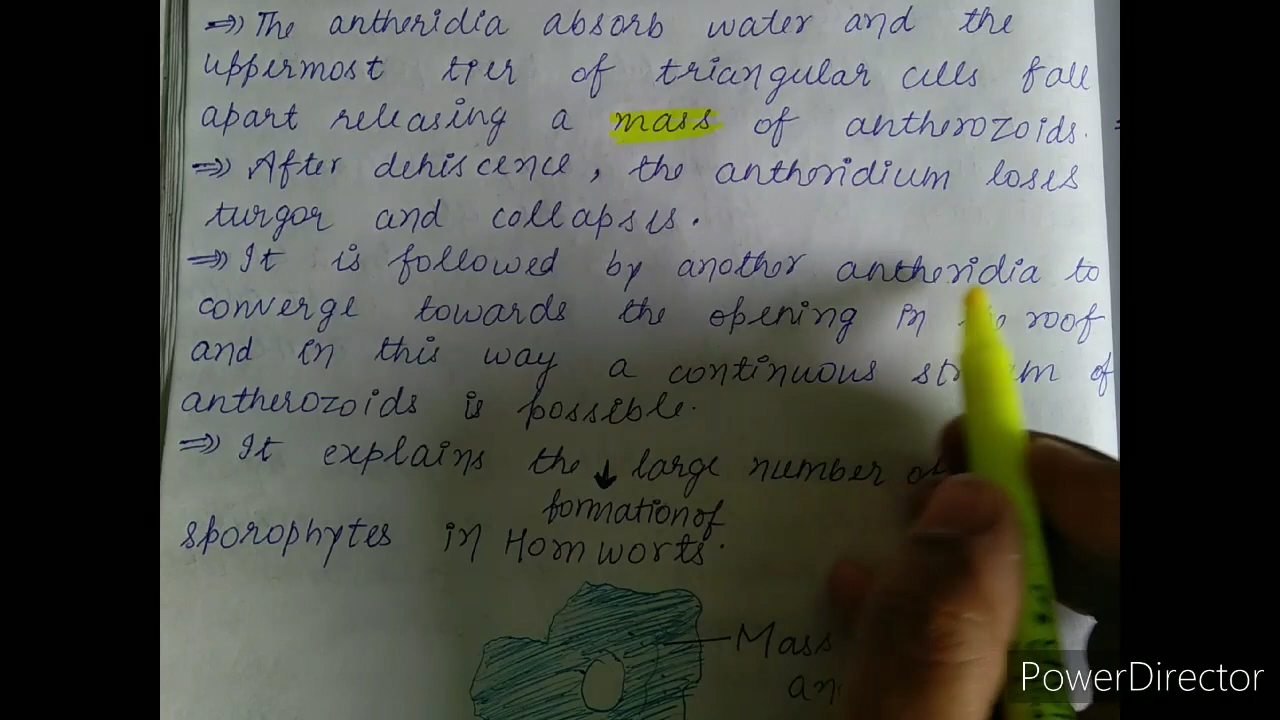 ⇒ The antheridia absorb water and the
uppermost tier of triangular cells fall
apart releasing a mass of antherozoids.
⇒ After dehiscence, the antheridium loses
turgor and collapses.
⇒ It is followed by another antheridia to
converge towards the opening in roof
and in this way a continuous of
antherozoids is possible.
⇒ It explains the ↓ large number of
formation of
sporophytes in Hornworts.
Mass
PowerDirector